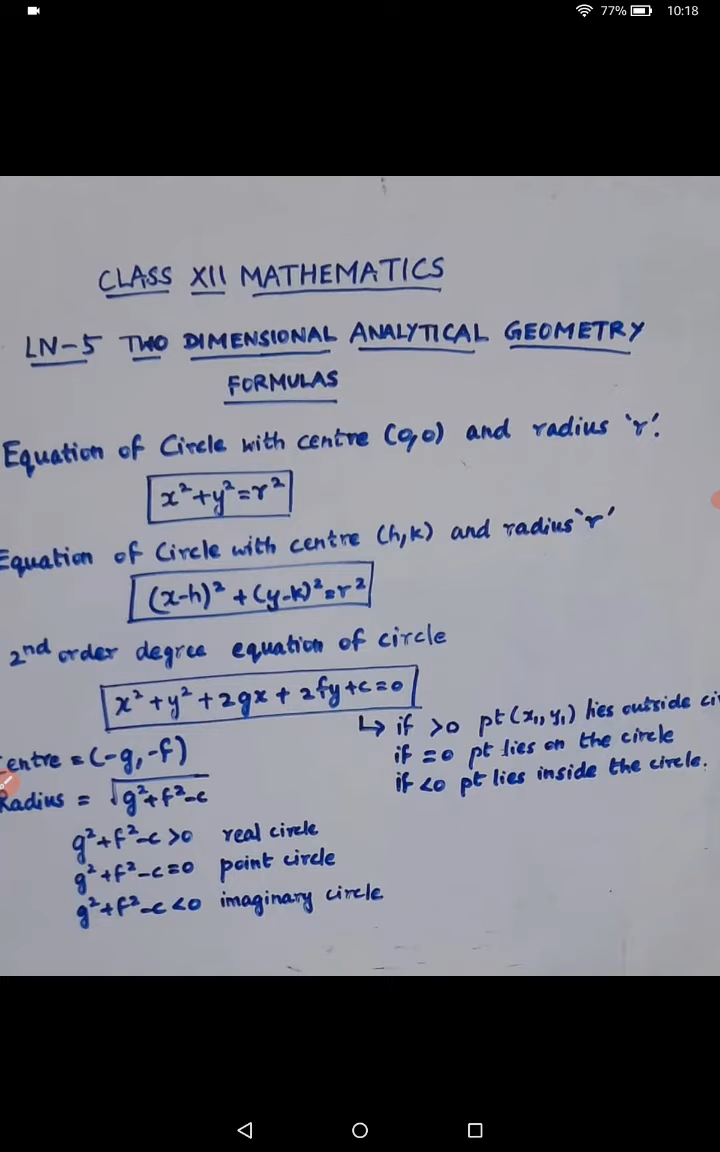 77% 10:18
CLASS XII MATHEMATICS
LN-5 TWO DIMENSIONAL ANALYTICAL GEOMETRY
FORMULAS
Equation of Circle with centre (0,0) and radius 'r'.
x²+y²=r²
Equation of Circle with centre (h,k) and radius 'r'
(x-h)² + (y-k)² = r²
2nd order degree equation of circle
x² + y² + 2gx + 2fy + c = 0
↳ if >0 pt (x₁, y₁) lies outside ci
if =0 pt lies on the circle
if <0 pt lies inside the circle.
entre = (-g, -f)
Radius = √g²+f²-c
g²+f²-c>0 real circle
g²+f²-c=0 point circle
g²+f²-c<0 imaginary circle